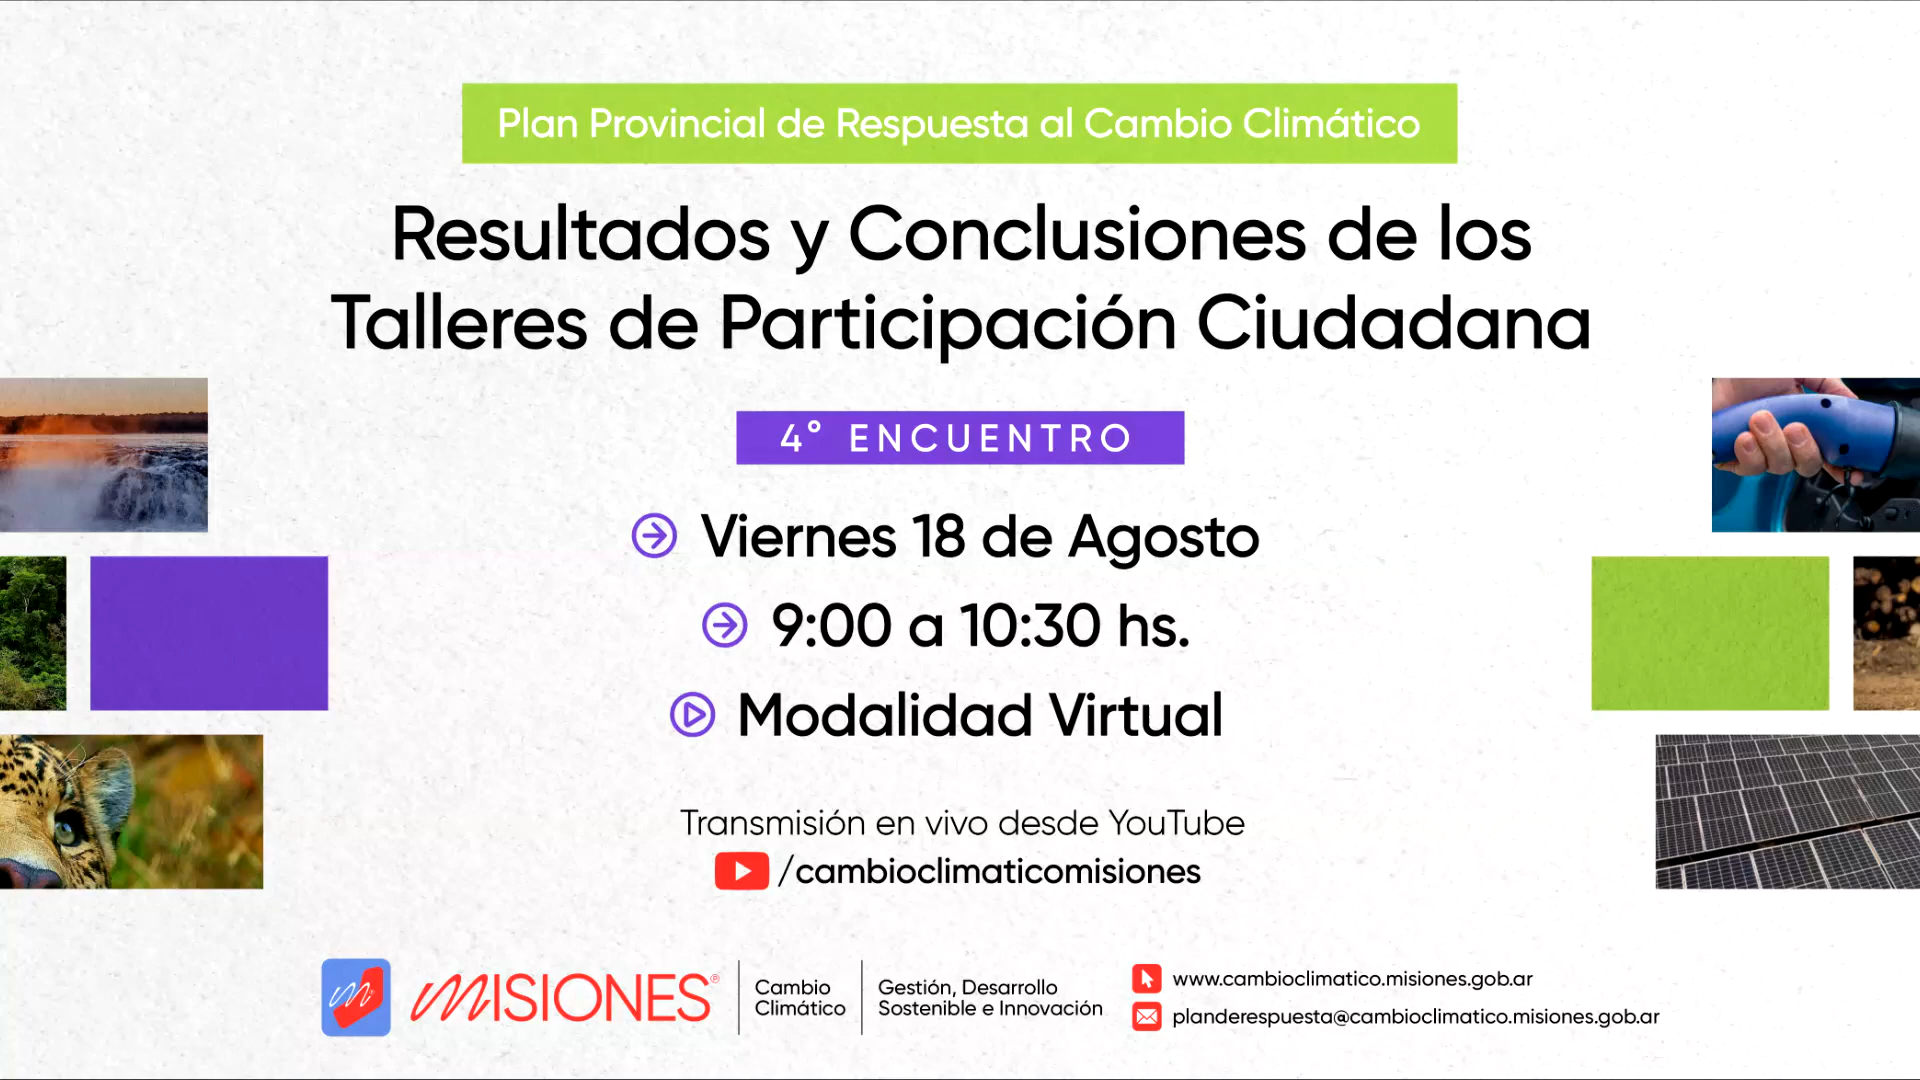 Plan Provincial de Respuesta al Cambio Climático
Resultados y Conclusiones de los
Talleres de Participación Ciudadana
4° ENCUENTRO
Viernes 18 de Agosto
9:00 a 10:30 hs.
Modalidad Virtual
Transmisión en vivo desde YouTube
/cambioclimaticomisiones
MISIONES
Cambio
Climático
Gestión, Desarrollo
Sostenible e Innovación
www.cambioclimatico.misiones.gob.ar
planderespuesta@cambioclimatico.misiones.gob.ar